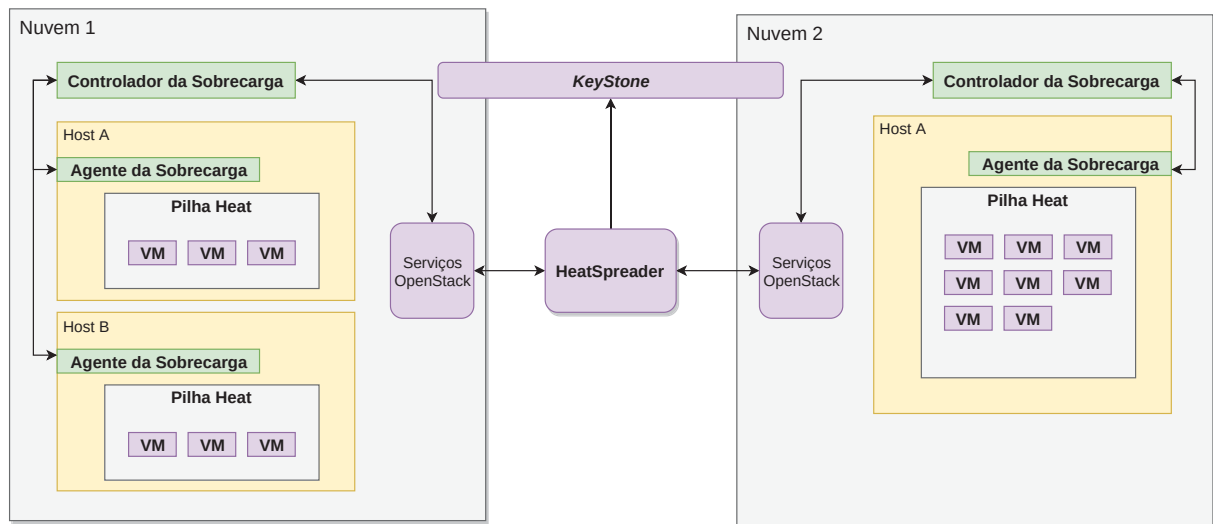 Nuvem 1
Controlador da Sobrecarga
Host A
Agente da Sobrecarga
Pilha Heat
VM VM VM
Host B
Agente da Sobrecarga
Pilha Heat
VM VM VM
Serviços
OpenStack
KeyStone
HeatSpreader
Nuvem 2
Serviços
OpenStack
Controlador da Sobrecarga
Host A
Agente da Sobrecarga
Pilha Heat
VM VM VM
VM VM VM
VM VM